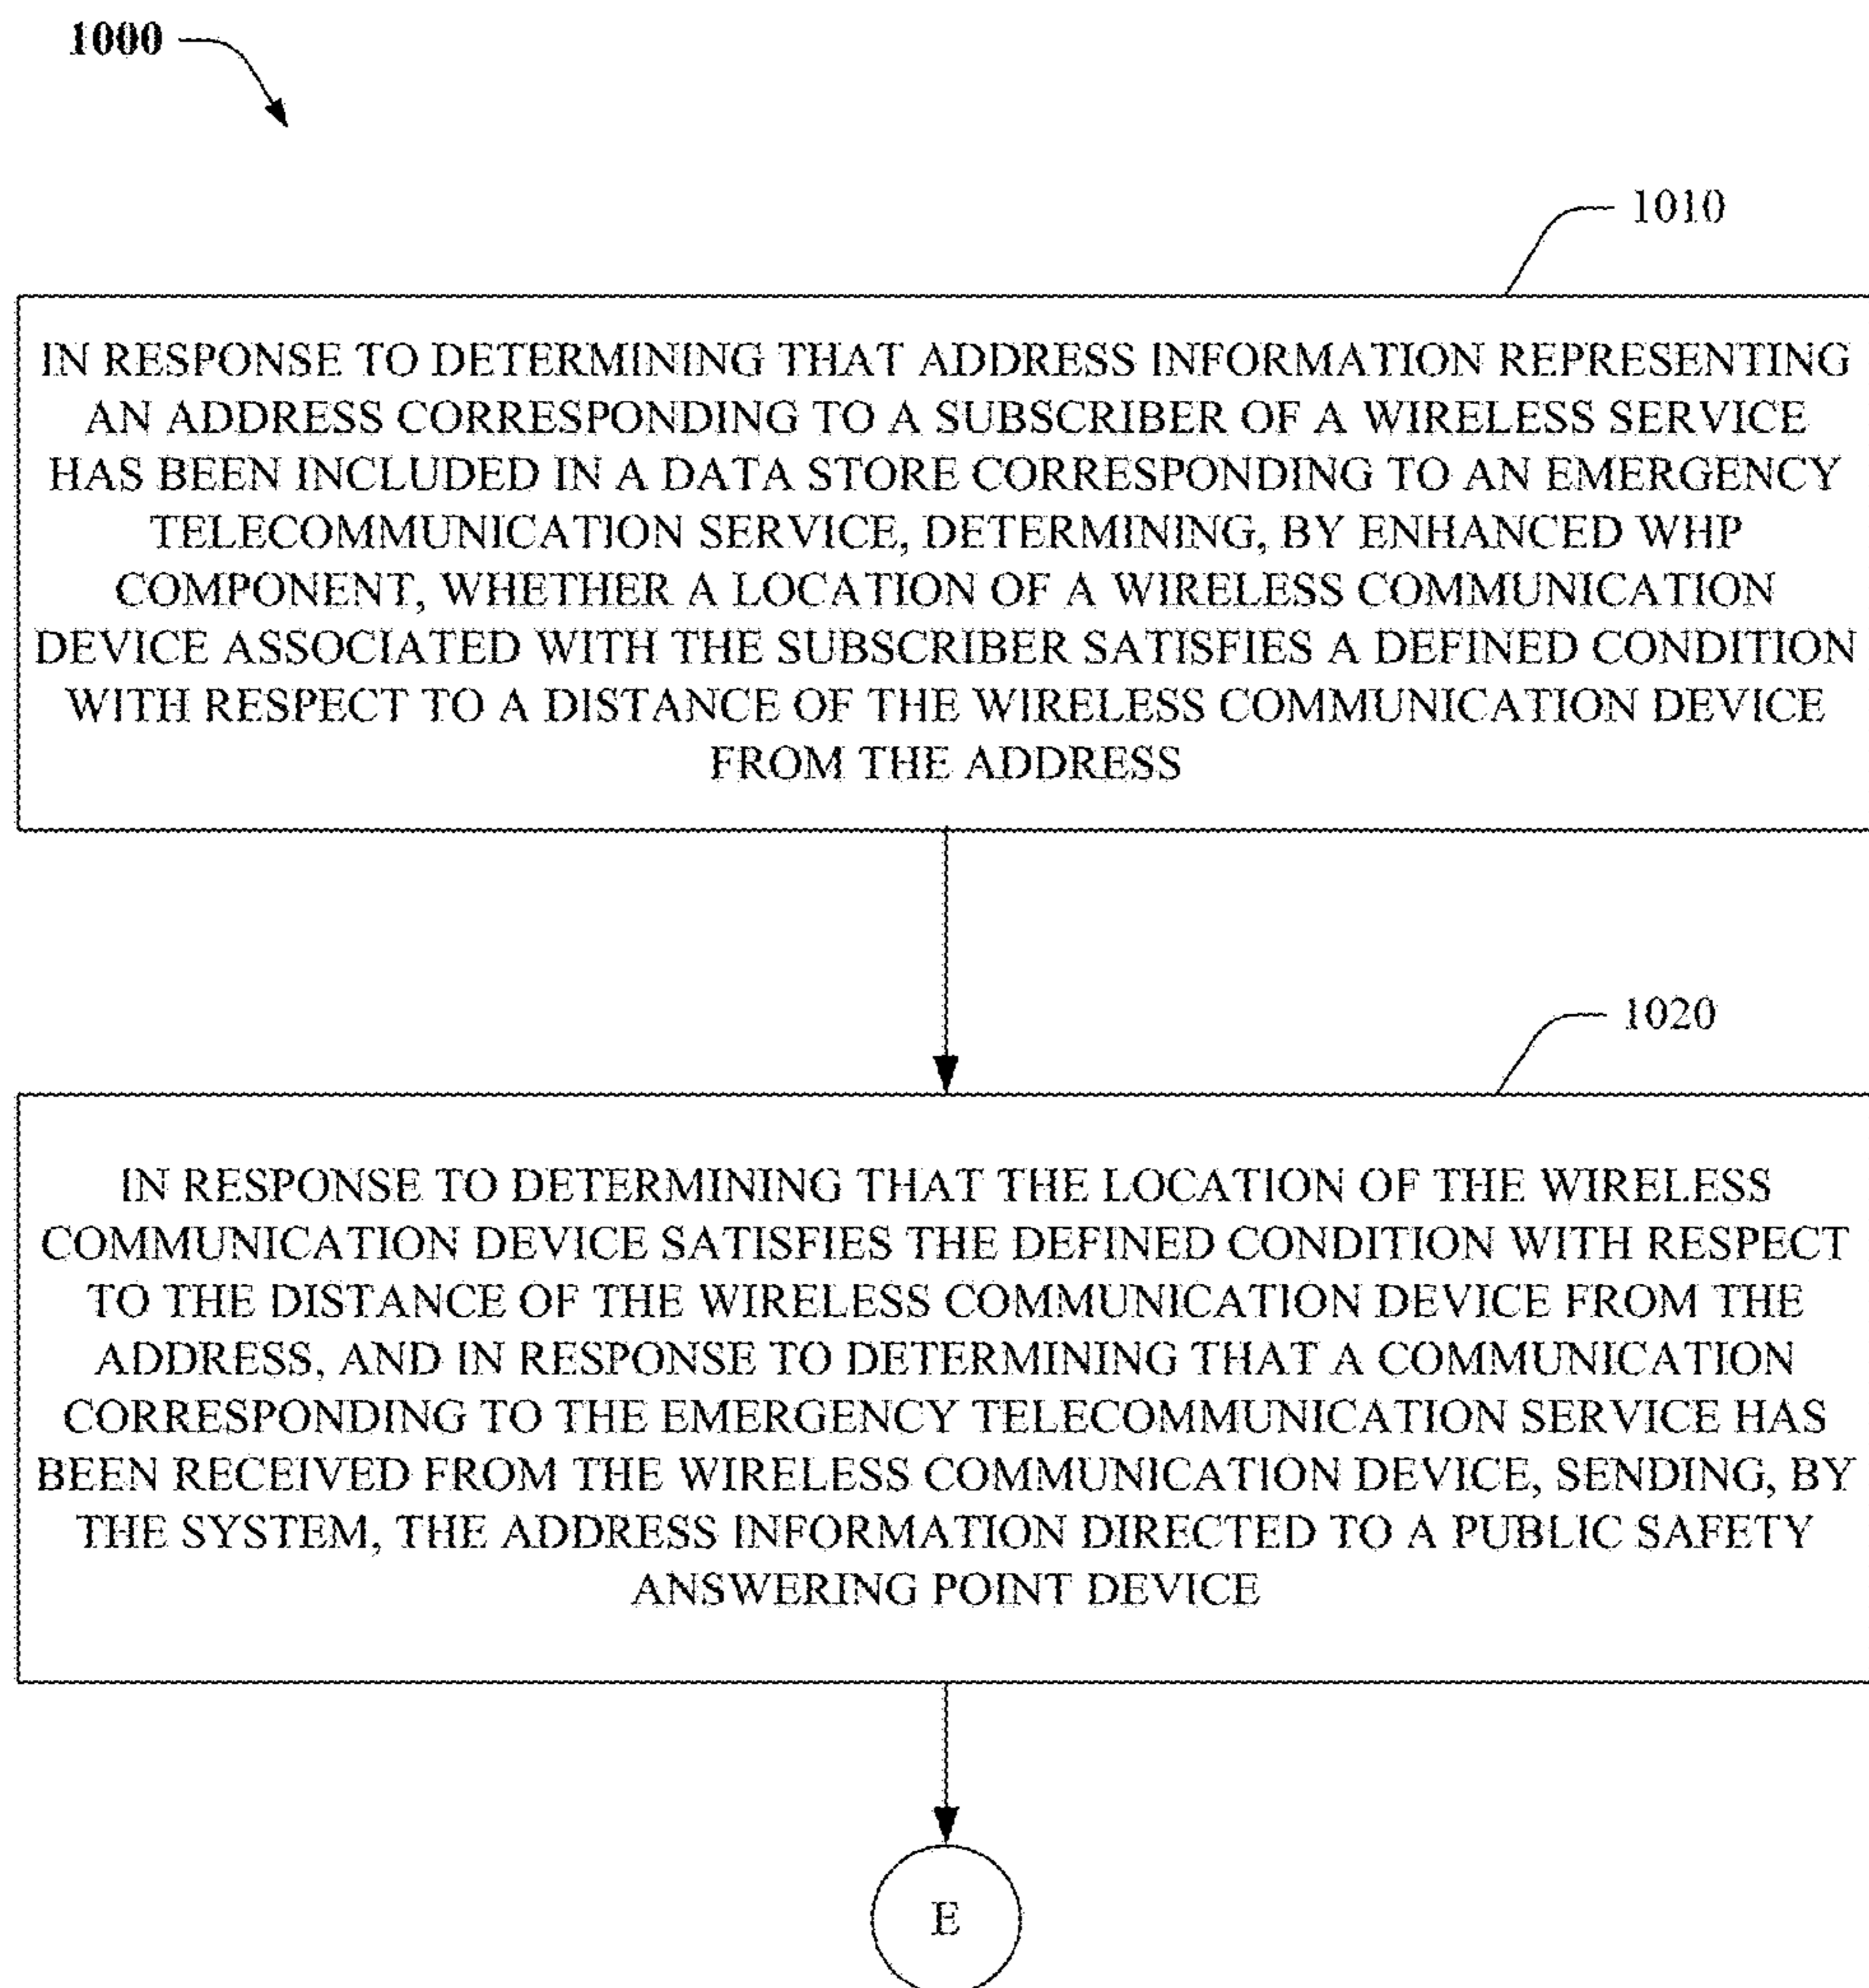 1000
1010
IN RESPONSE TO DETERMINING THAT ADDRESS INFORMATION REPRESENTING
AN ADDRESS CORRESPONDING TO A SUBSCRIBER OF A WIRELESS SERVICE
HAS BEEN INCLUDED IN A DATA STORE CORRESPONDING TO AN EMERGENCY
TELECOMMUNICATION SERVICE, DETERMINING, BY ENHANCED WHP
COMPONENT, WHETHER A LOCATION OF A WIRELESS COMMUNICATION
DEVICE ASSOCIATED WITH THE SUBSCRIBER SATISFIES A DEFINED CONDITION
WITH RESPECT TO A DISTANCE OF THE WIRELESS COMMUNICATION DEVICE
FROM THE ADDRESS
1020
IN RESPONSE TO DETERMINING THAT THE LOCATION OF THE WIRELESS
COMMUNICATION DEVICE SATISFIES THE DEFINED CONDITION WITH RESPECT
TO THE DISTANCE OF THE WIRELESS COMMUNICATION DEVICE FROM THE
ADDRESS, AND IN RESPONSE TO DETERMINING THAT A COMMUNICATION
CORRESPONDING TO THE EMERGENCY TELECOMMUNICATION SERVICE HAS
BEEN RECEIVED FROM THE WIRELESS COMMUNICATION DEVICE, SENDING, BY
THE SYSTEM, THE ADDRESS INFORMATION DIRECTED TO A PUBLIC SAFETY
ANSWERING POINT DEVICE
E